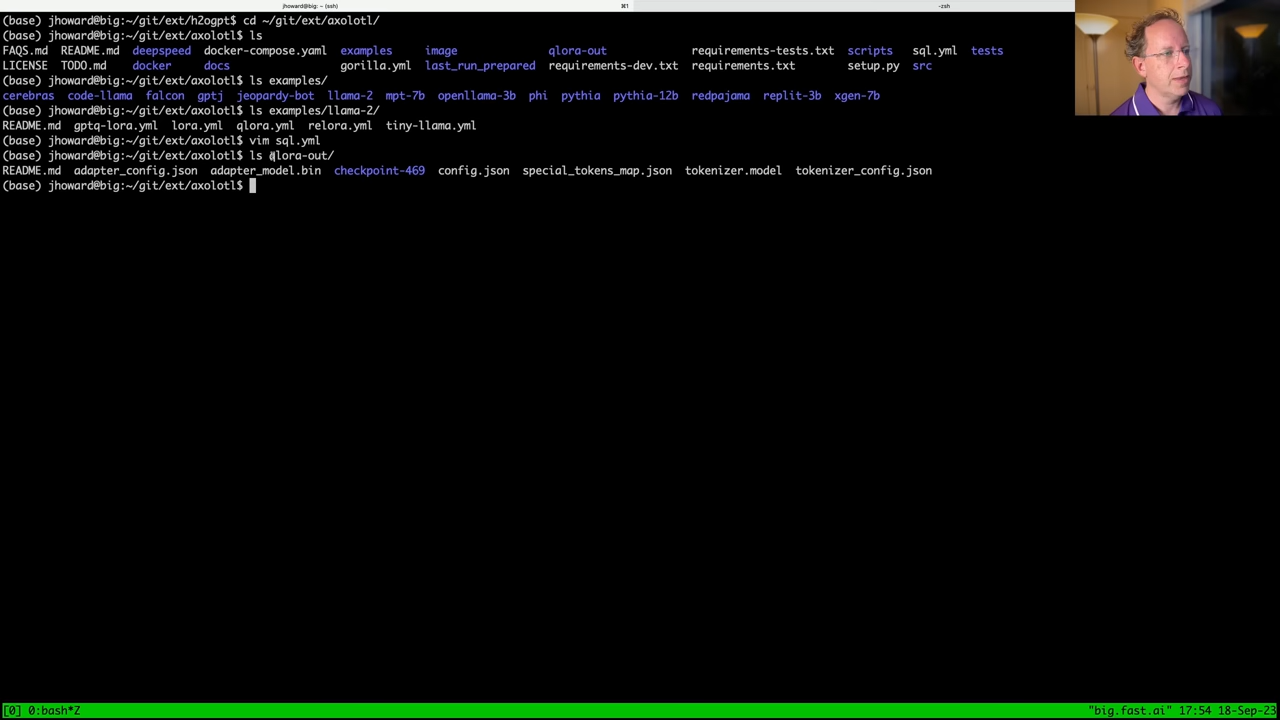 jhoward@big: ~ (ssh)
⌘1
-zsh
(base) jhoward@big:~/git/ext/h2ogpt$ cd ~/git/ext/axolotl/
(base) jhoward@big:~/git/ext/axolotl$ ls
FAQS.md README.md deepspeed docker-compose.yaml examples image qlora-out requirements-tests.txt scripts sql.yml tests
LICENSE TODO.md docker docs gorilla.yml last_run_prepared requirements-dev.txt requirements.txt setup.py src
(base) jhoward@big:~/git/ext/axolotl$ ls examples/
cerebras code-llama falcon gptj jeopardy-bot llama-2 mpt-7b openllama-3b phi pythia pythia-12b redpajama replit-3b xgen-7b
(base) jhoward@big:~/git/ext/axolotl$ ls examples/llama-2/
README.md gptq-lora.yml lora.yml qlora.yml relora.yml tiny-llama.yml
(base) jhoward@big:~/git/ext/axolotl$ vim sql.yml
(base) jhoward@big:~/git/ext/axolotl$ ls qlora-out/
README.md adapter_config.json adapter_model.bin checkpoint-469 config.json special_tokens_map.json tokenizer.model tokenizer_config.json
(base) jhoward@big:~/git/ext/axolotl$
[0] 0:bash*Z "big.fast.ai" 17:54 18-Sep-23